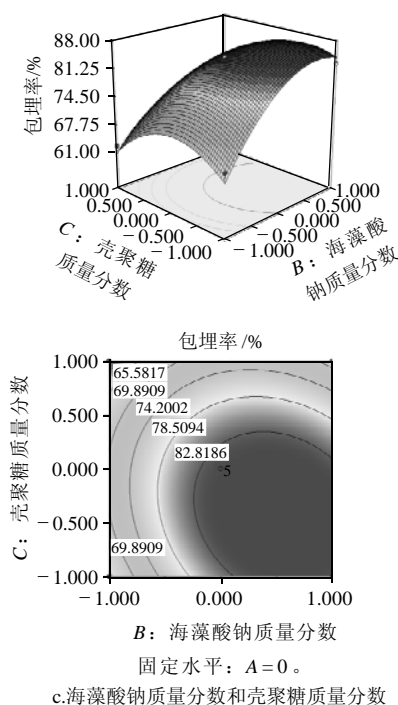 88.00
81.25
74.50
67.75
61.00
包埋率/%
1.000
0.500
0.000
−0.500
−1.000
C：壳聚糖
质量分数
1.000
0.500
0.000
−0.500
−1.000
B：海藻酸
钠质量分数
包埋率/%
1.000
0.500
0.000
−0.500
−1.000
C：壳聚糖质量分数
65.5817
69.8909
74.2002
78.5094
82.8186
5
69.8909
−1.000 0.000 1.000
B：海藻酸钠质量分数
固定水平：A=0。
c.海藻酸钠质量分数和壳聚糖质量分数